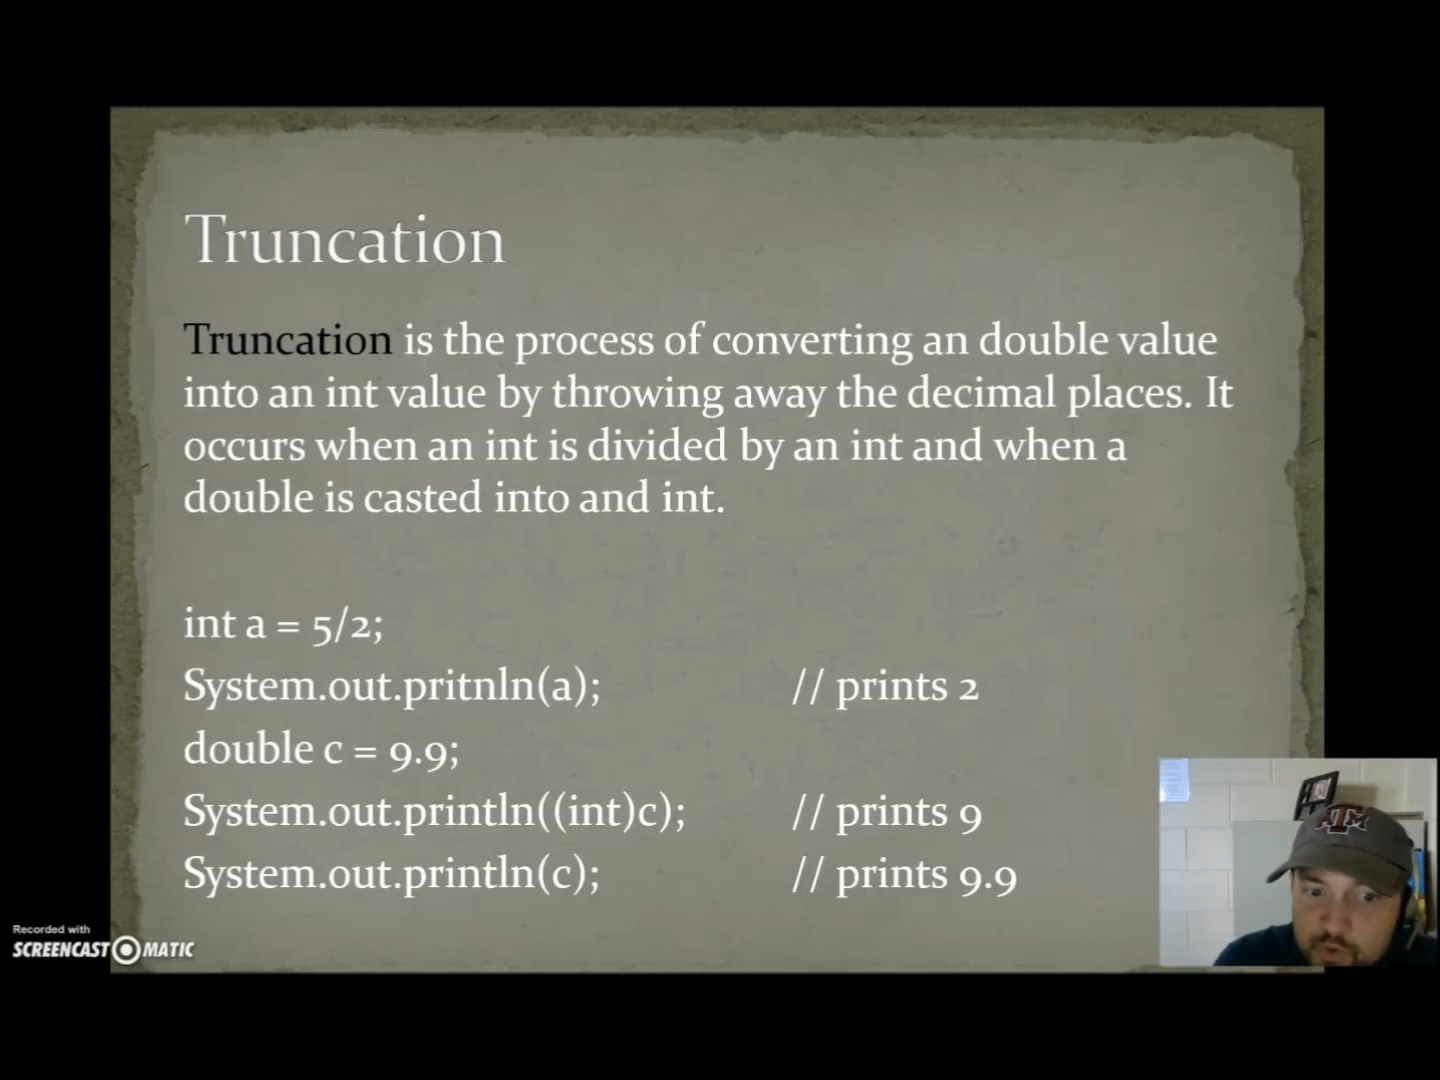 Truncation
Truncation is the process of converting an double value
into an int value by throwing away the decimal places. It
occurs when an int is divided by an int and when a
double is casted into and int.
int a = 5/2;
System.out.pritnln(a); // prints 2
double c = 9.9;
System.out.println((int)c); // prints 9
System.out.println(c); // prints 9.9
Recorded with
SCREENCAST MATIC
ATM